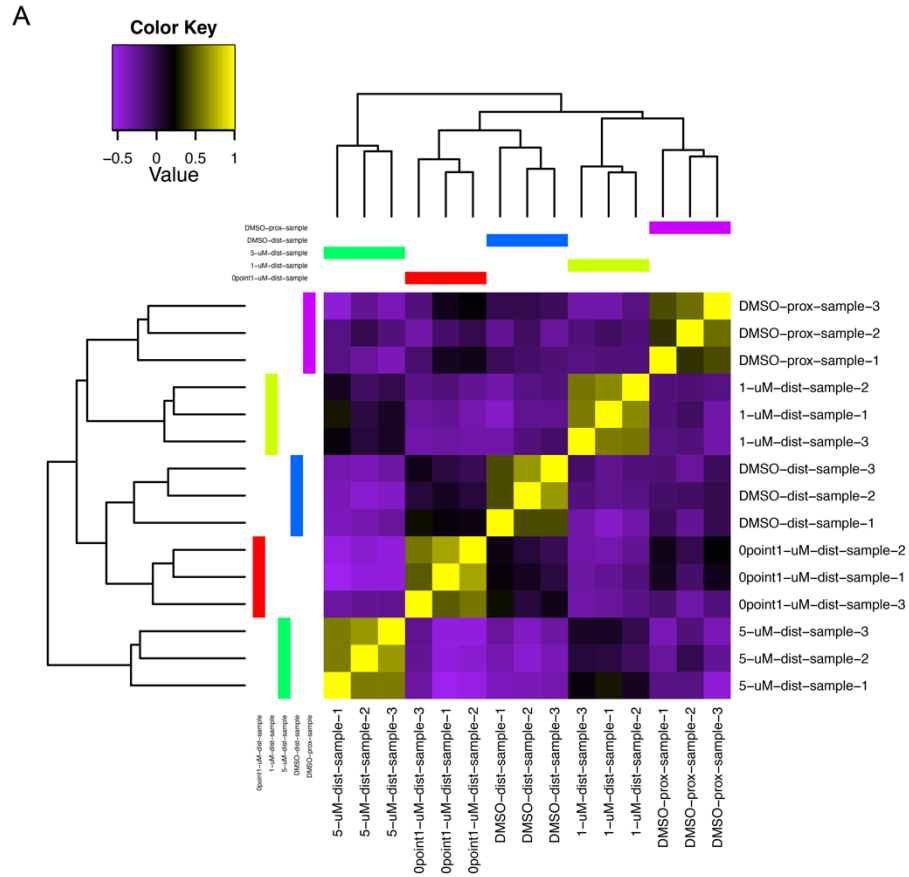 A
Color Key
−0.5 0 0.5 1
Value
DMSO−prox−sample
DMSO−dist−sample
5−uM−dist−sample
1−uM−dist−sample
0point1−uM−dist−sample
DMSO−prox−sample−3
DMSO−prox−sample−2
DMSO−prox−sample−1
1−uM−dist−sample−2
1−uM−dist−sample−1
1−uM−dist−sample−3
DMSO−dist−sample−3
DMSO−dist−sample−2
DMSO−dist−sample−1
0point1−uM−dist−sample−2
0point1−uM−dist−sample−1
0point1−uM−dist−sample−3
5−uM−dist−sample−3
5−uM−dist−sample−2
5−uM−dist−sample−1
0point1−uM−dist−sample
1−uM−dist−sample
5−uM−dist−sample
DMSO−dist−sample
DMSO−prox−sample
5−uM−dist−sample−1
5−uM−dist−sample−2
5−uM−dist−sample−3
0point1−uM−dist−sample−3
0point1−uM−dist−sample−1
0point1−uM−dist−sample−2
DMSO−dist−sample−1
DMSO−dist−sample−2
DMSO−dist−sample−3
1−uM−dist−sample−3
1−uM−dist−sample−1
1−uM−dist−sample−2
DMSO−prox−sample−1
DMSO−prox−sample−2
DMSO−prox−sample−3